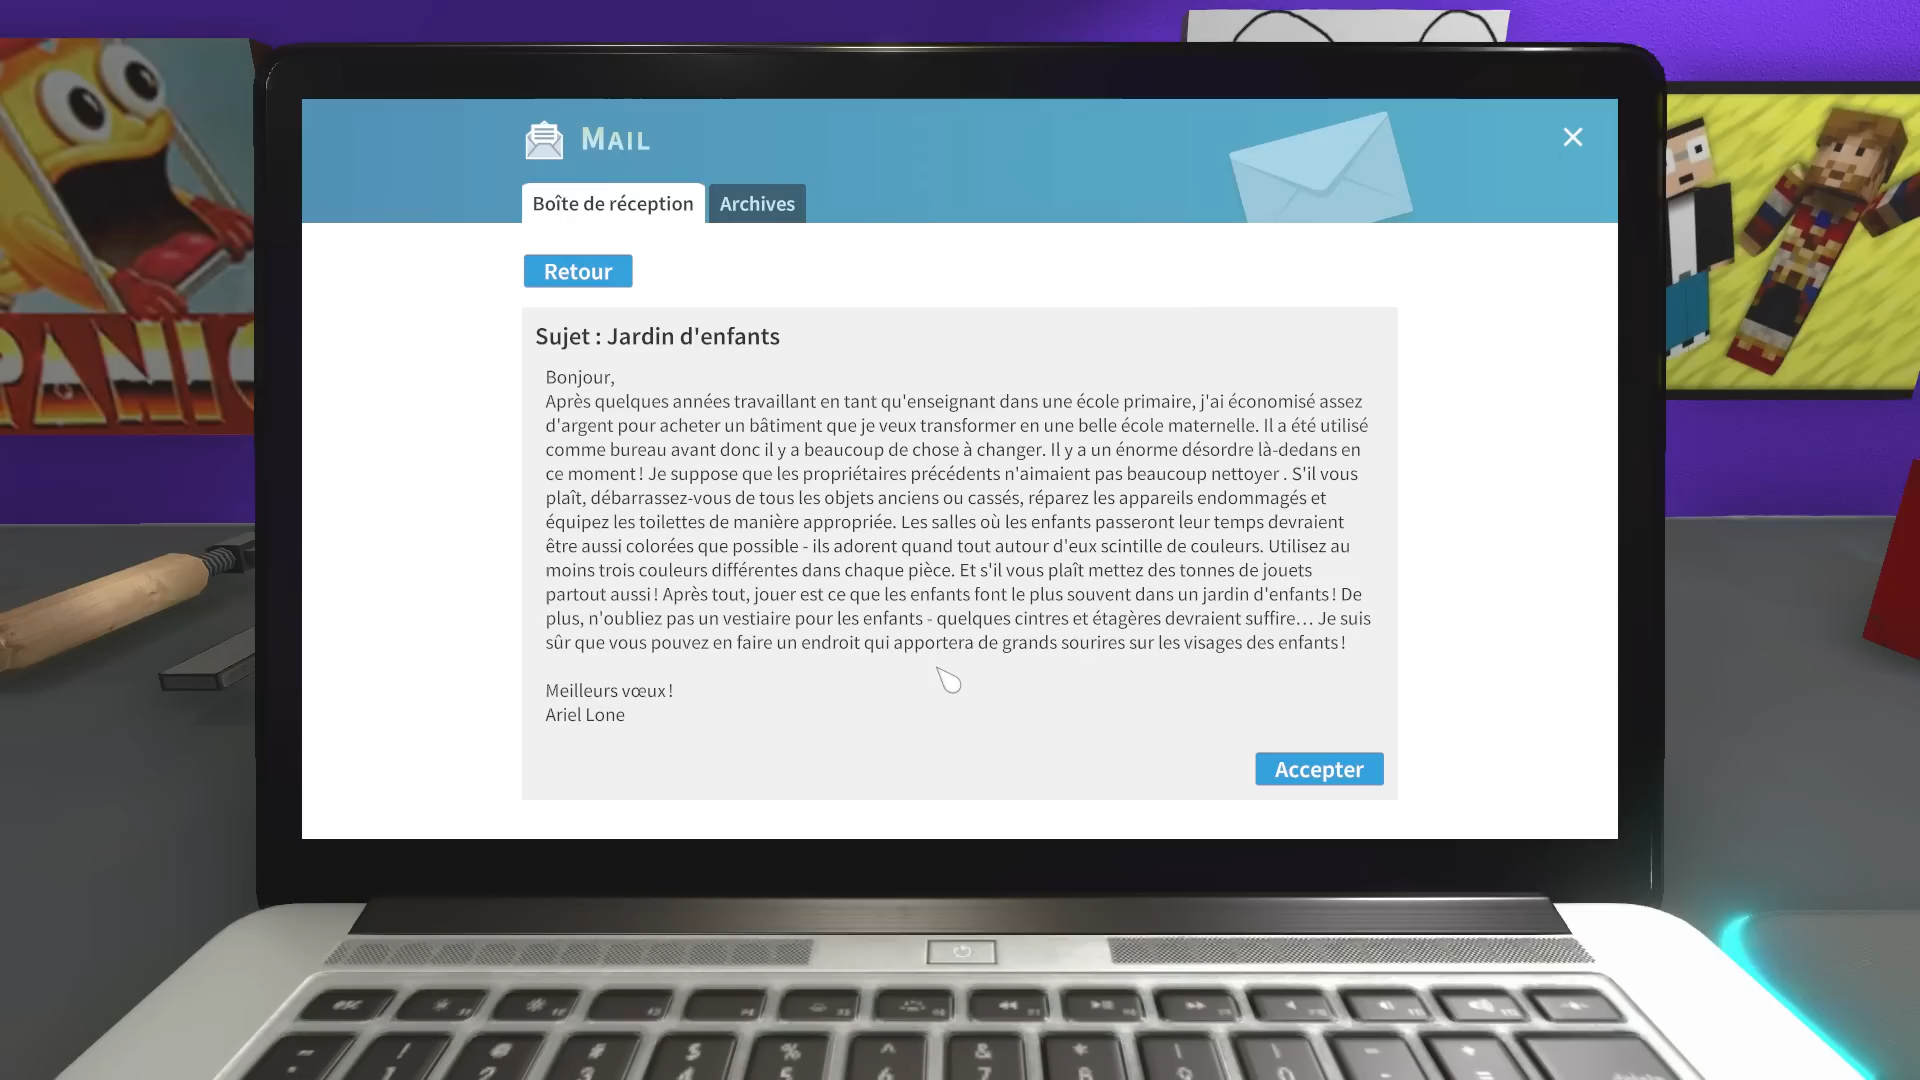 MAIL
Boîte de réception
Archives
Retour
Sujet : Jardin d'enfants
Bonjour,
Après quelques années travaillant en tant qu'enseignant dans une école primaire, j'ai économisé assez
d'argent pour acheter un bâtiment que je veux transformer en une belle école maternelle. Il a été utilisé
comme bureau avant donc il y a beaucoup de chose à changer. Il y a un énorme désordre là-dedans en
ce moment ! Je suppose que les propriétaires précédents n'aimaient pas beaucoup nettoyer . S'il vous
plaît, débarrassez-vous de tous les objets anciens ou cassés, réparez les appareils endommagés et
équipez les toilettes de manière appropriée. Les salles où les enfants passeront leur temps devraient
être aussi colorées que possible - ils adorent quand tout autour d'eux scintille de couleurs. Utilisez au
moins trois couleurs différentes dans chaque pièce. Et s'il vous plaît mettez des tonnes de jouets
partout aussi ! Après tout, jouer est ce que les enfants font le plus souvent dans un jardin d'enfants ! De
plus, n'oubliez pas un vestiaire pour les enfants - quelques cintres et étagères devraient suffire… Je suis
sûr que vous pouvez en faire un endroit qui apportera de grands sourires sur les visages des enfants !
Meilleurs vœux !
Ariel Lone
Accepter
PANIC
esc